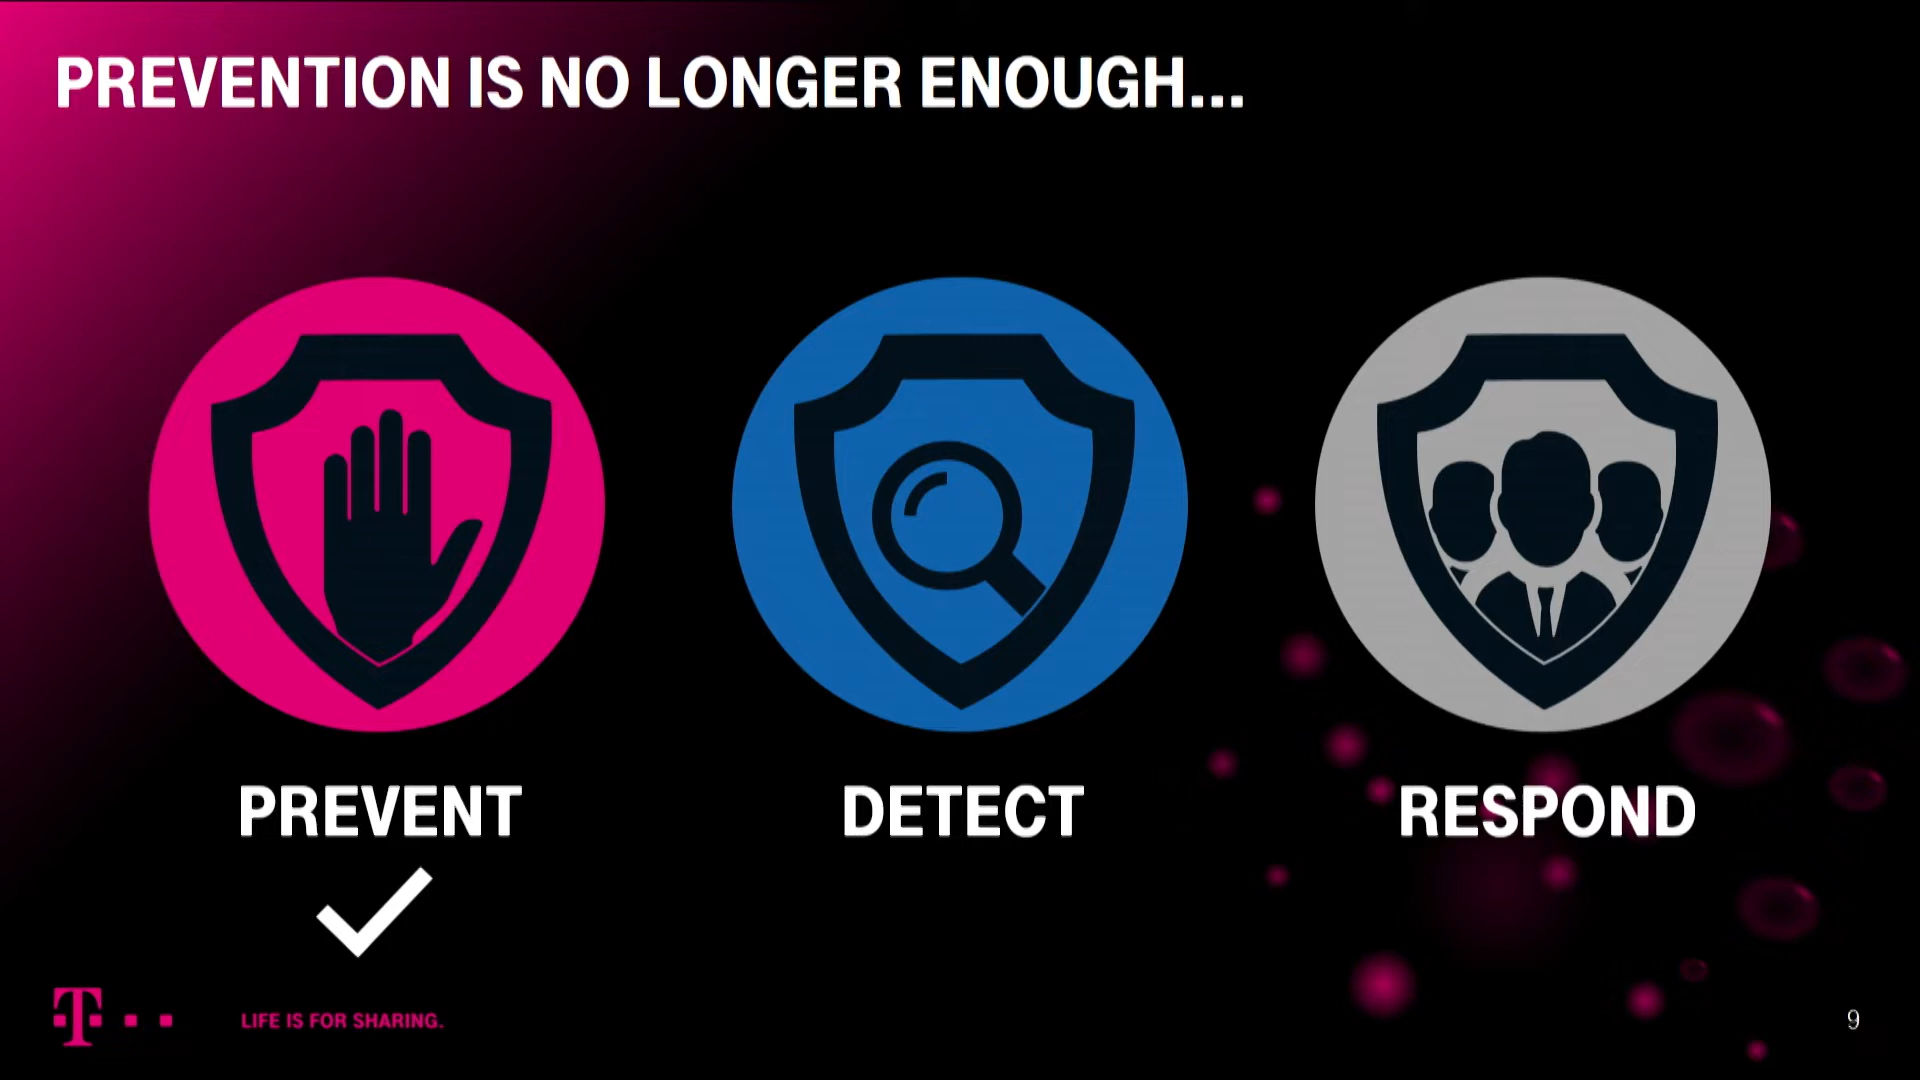 PREVENTION IS NO LONGER ENOUGH...
PREVENT
DETECT
RESPOND
T
LIFE IS FOR SHARING.
9